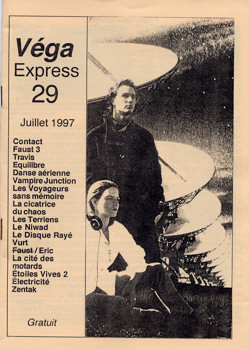 Véga
Express
29
Juillet 1997
Contact
Faust 3
Travis
Equilibre
Danse aérienne
Vampire Junction
Les Voyageurs
sans mémoire
La cicatrice
du chaos
Les Terriens
Le Niwad
Le Disque Rayé
Vurt
Faust / Eric
La cité des
motards
Étoiles Vives 2
Électricité
Zentak
Gratuit